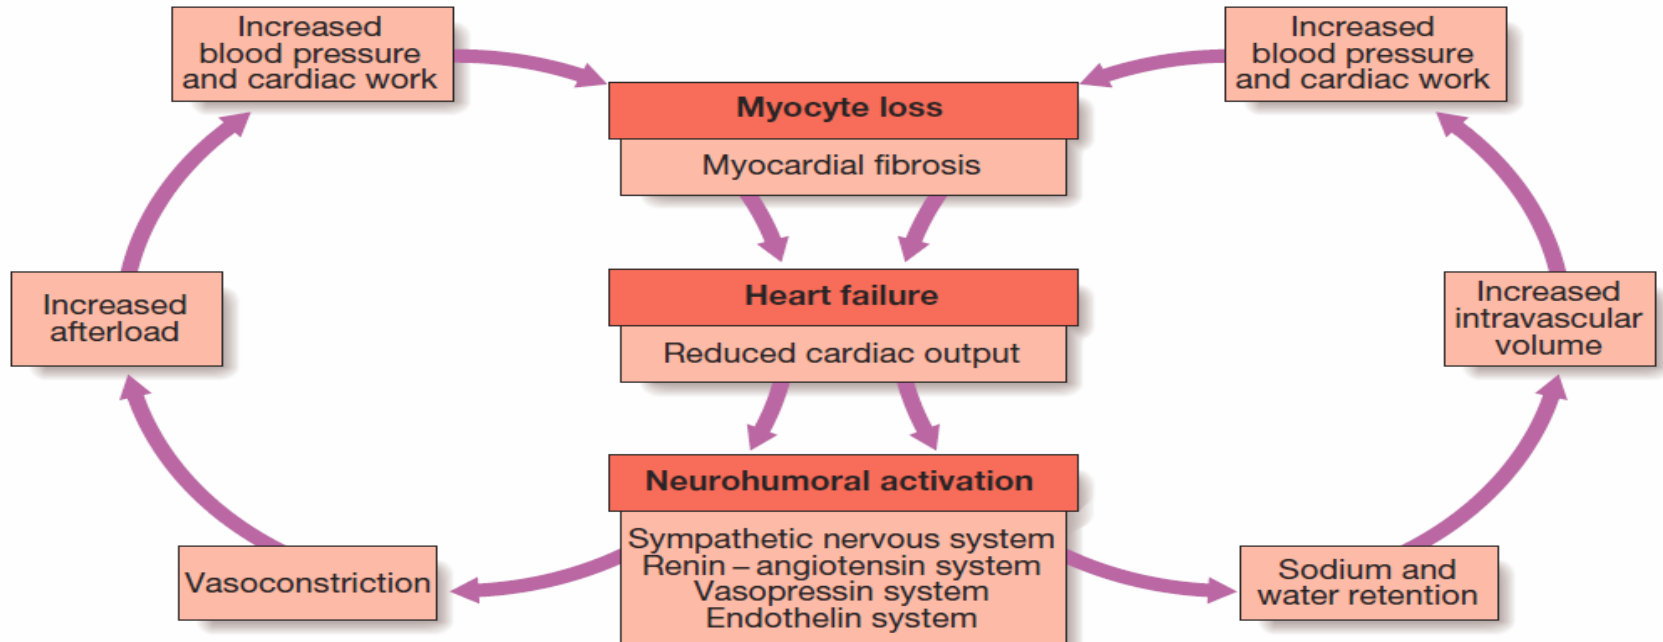 Increased
blood pressure
and cardiac work
Increased
blood pressure
and cardiac work
Myocyte loss
Myocardial fibrosis
Heart failure
Reduced cardiac output
Increased
afterload
Increased
intravascular
volume
Neurohumoral activation
Sympathetic nervous system
Renin – angiotensin system
Vasopressin system
Endothelin system
Vasoconstriction
Sodium and
water retention